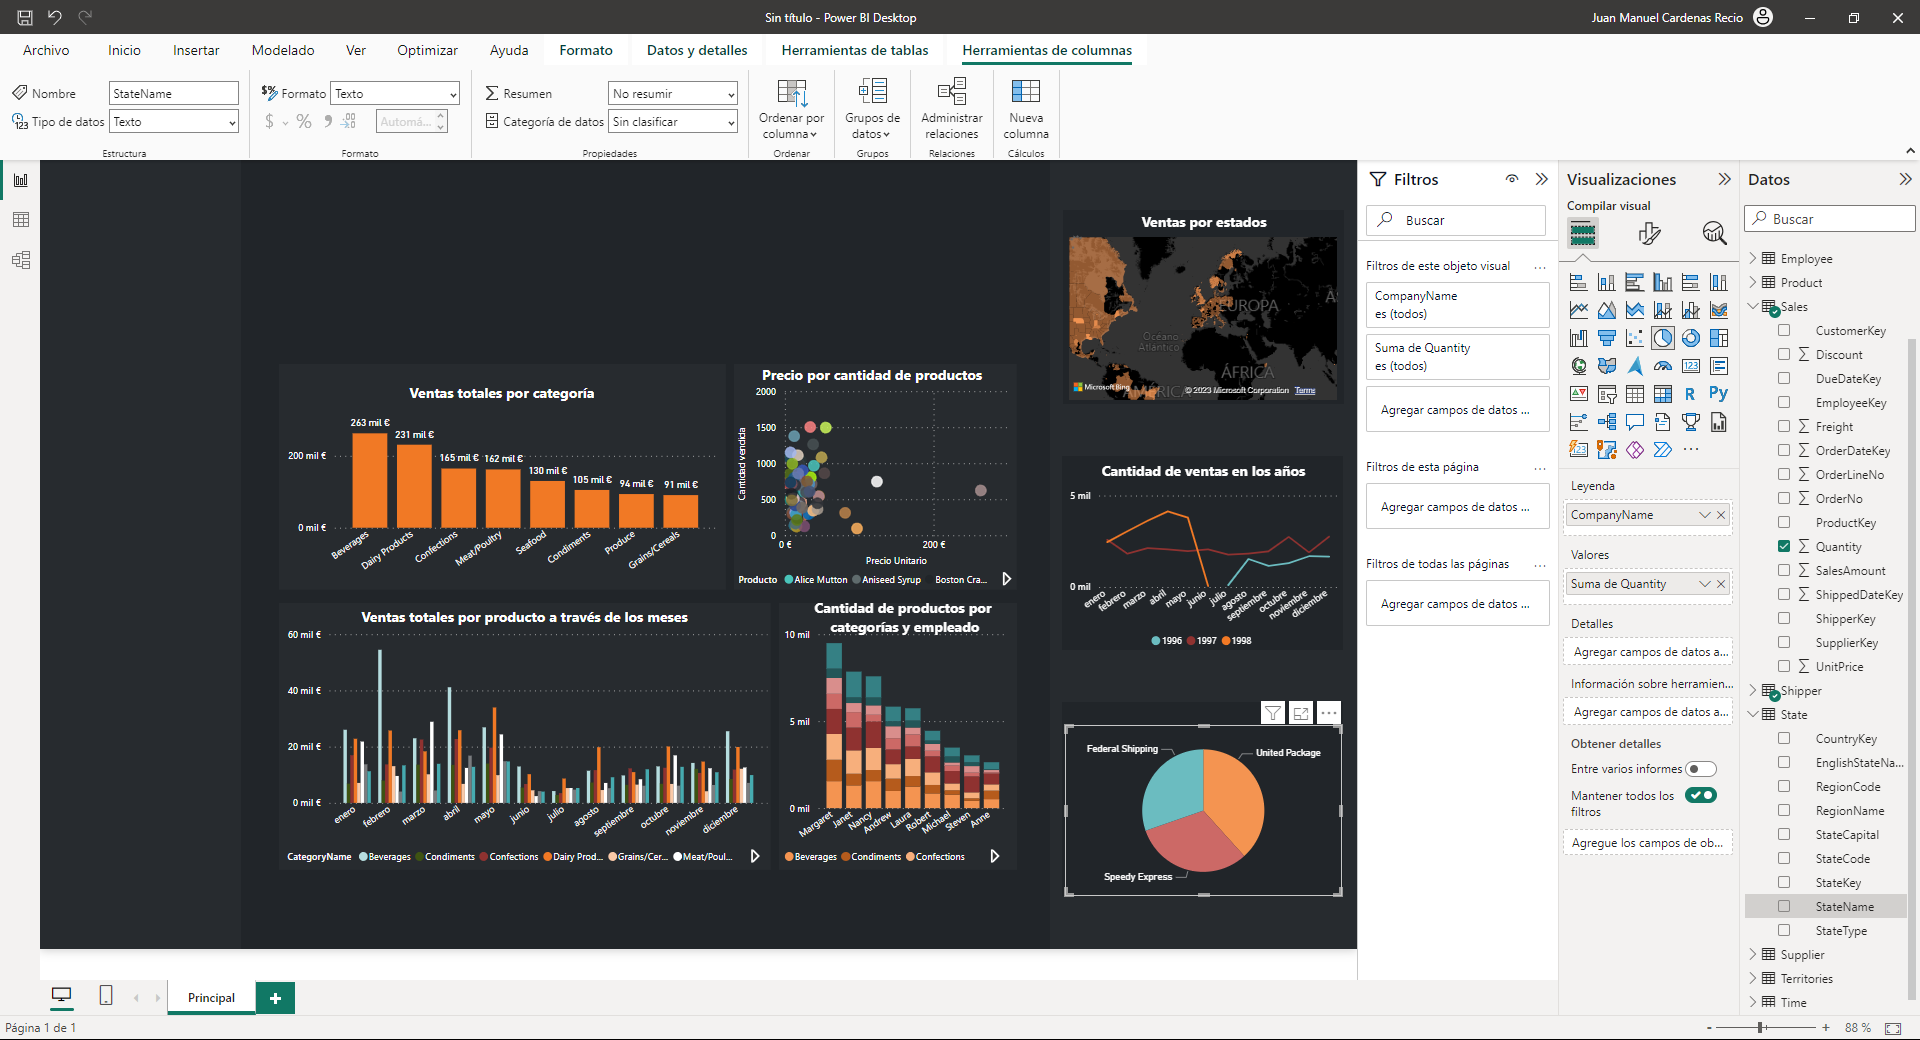 Sin título - Power BI Desktop
Juan Manuel Cardenas Recio
Archivo
Inicio
Insertar
Modelado
Ver
Optimizar
Ayuda
Formato
Datos y detalles
Herramientas de tablas
Herramientas de columnas
Nombre
StateName
Tipo de datos
Texto
Estructura
Formato
Texto
$
%
Automá...
Formato
Resumen
No resumir
Categoría de datos
Sin clasificar
Propiedades
Ordenar por
columna
Ordenar
Grupos de
datos
Grupos
Administrar
relaciones
Relaciones
Nueva
columna
Cálculos
Ventas totales por categoría
263 mil €
231 mil €
165 mil €
162 mil €
130 mil €
105 mil €
94 mil €
91 mil €
200 mil €
0 mil €
Beverages
Dairy Products
Confections
Meat/Poultry
Seafood
Condiments
Produce
Grains/Cereals
Precio por cantidad de productos
Cantidad vendida
2000
1500
1000
500
0
0 €
200 €
Precio Unitario
Producto
Alice Mutton
Aniseed Syrup
Boston Cra...
Ventas totales por producto a través de los meses
60 mil €
40 mil €
20 mil €
0 mil €
enero
febrero
marzo
abril
mayo
junio
julio
agosto
septiembre
octubre
noviembre
diciembre
CategoryName
Beverages
Condiments
Confections
Dairy Prod...
Grains/Cer...
Meat/Poul...
Cantidad de productos por
categorías y empleado
10 mil
5 mil
0 mil
Margaret
Janet
Nancy
Andrew
Laura
Robert
Michael
Steven
Anne
Beverages
Condiments
Confections
Ventas por estados
EUROPA
Océano
Atlántico
ÁFRICA
AMÉRICA
Microsoft Bing
© 2023 Microsoft Corporation
Terms
Cantidad de ventas en los años
5 mil
0 mil
enero
febrero
marzo
abril
mayo
junio
julio
agosto
septiembre
octubre
noviembre
diciembre
1996
1997
1998
Federal Shipping
United Package
Speedy Express
Filtros
Buscar
Filtros de este objeto visual
...
CompanyName
es (todos)
Suma de Quantity
es (todos)
Agregar campos de datos ...
Filtros de esta página
...
Agregar campos de datos ...
Filtros de todas las páginas
...
Agregar campos de datos ...
Visualizaciones
Compilar visual
123
R
Py
...
Leyenda
CompanyName
Valores
Suma de Quantity
Detalles
Agregar campos de datos a...
Información sobre herramien...
Agregar campos de datos a...
Obtener detalles
Entre varios informes
Mantener todos los
filtros
Agregue los campos de ob...
Datos
Buscar
Employee
Product
Sales
CustomerKey
Discount
DueDateKey
EmployeeKey
Freight
OrderDateKey
OrderLineNo
OrderNo
ProductKey
Quantity
SalesAmount
ShippedDateKey
ShipperKey
SupplierKey
UnitPrice
Shipper
State
CountryKey
EnglishStateNa...
RegionCode
RegionName
StateCapital
StateCode
StateKey
StateName
StateType
Supplier
Territories
Time
Principal
Página 1 de 1
88 %